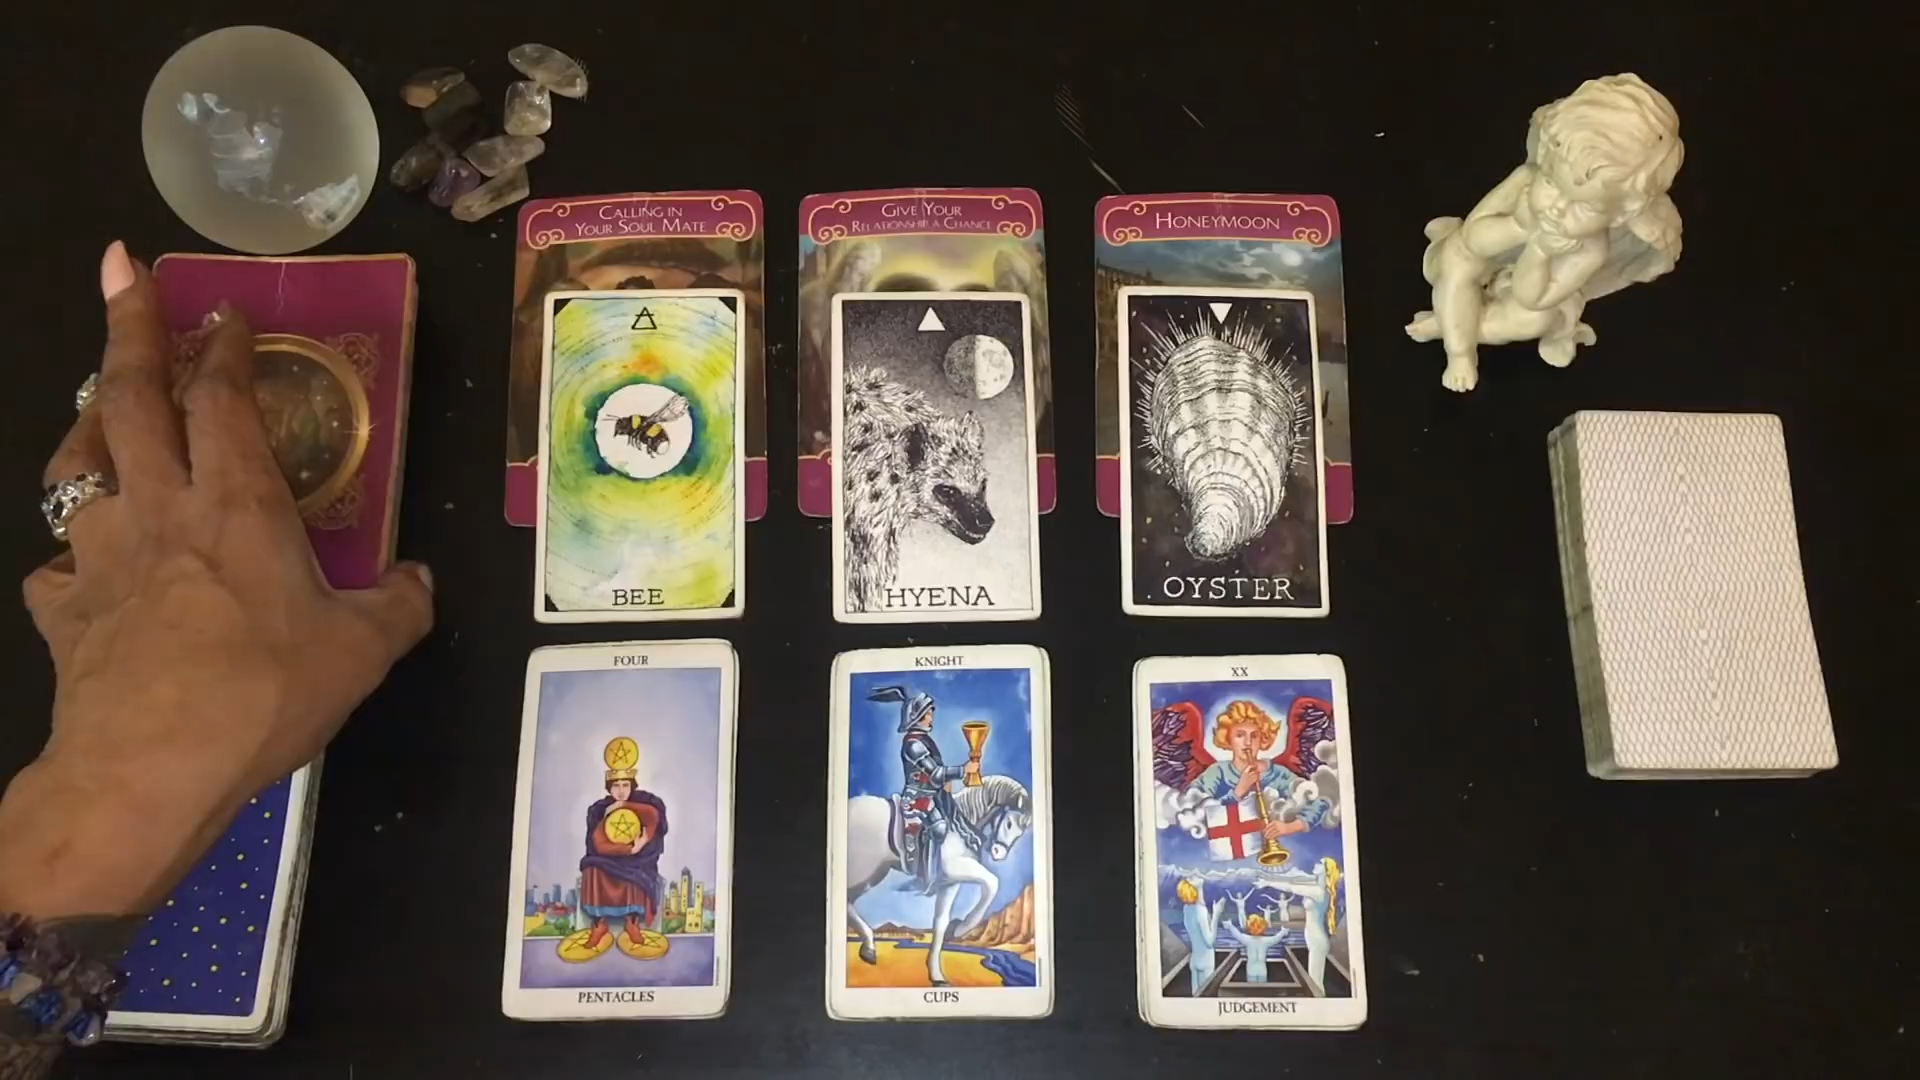 CALLING IN
YOUR SOUL MATE
GIVE YOUR
RELATIONSHIP A CHANCE
HONEYMOON
BEE
HYENA
OYSTER
FOUR
KNIGHT
XX
PENTACLES
CUPS
JUDGEMENT